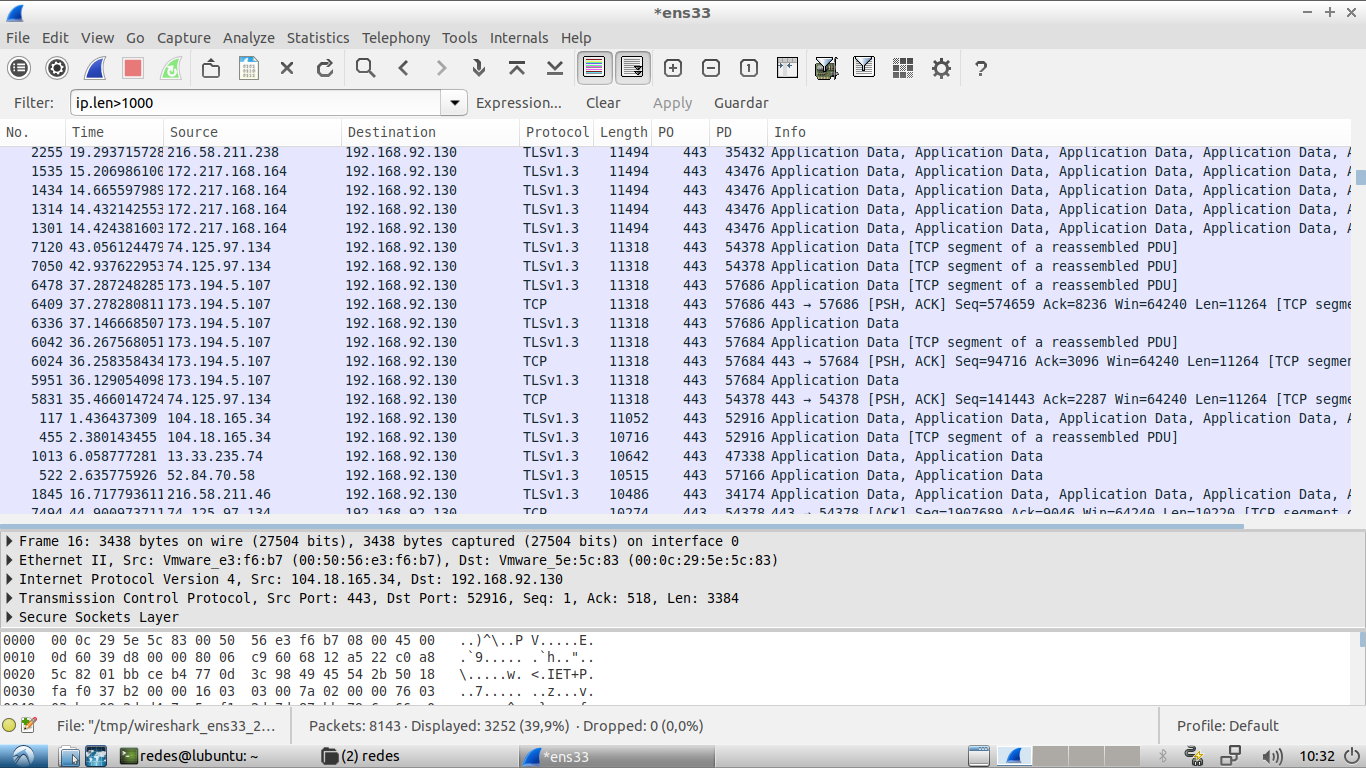 *ens33
File Edit View Go Capture Analyze Statistics Telephony Tools Internals Help
Filter: ip.len>1000 Expression... Clear Apply Guardar
No. Time Source Destination Protocol Length PO PD Info
2255 19.293715728 216.58.211.238 192.168.92.130 TLSv1.3 11494 443 35432 Application Data, Application Data, Application Data, Application Data, A
1535 15.206986100 172.217.168.164 192.168.92.130 TLSv1.3 11494 443 43476 Application Data, Application Data, Application Data, Application Data, A
1434 14.665597989 172.217.168.164 192.168.92.130 TLSv1.3 11494 443 43476 Application Data, Application Data, Application Data, Application Data, A
1314 14.432142553 172.217.168.164 192.168.92.130 TLSv1.3 11494 443 43476 Application Data, Application Data, Application Data, Application Data, A
1301 14.424381603 172.217.168.164 192.168.92.130 TLSv1.3 11494 443 43476 Application Data, Application Data, Application Data, Application Data, A
7120 43.056124479 74.125.97.134 192.168.92.130 TLSv1.3 11318 443 54378 Application Data [TCP segment of a reassembled PDU]
7050 42.937622953 74.125.97.134 192.168.92.130 TLSv1.3 11318 443 54378 Application Data [TCP segment of a reassembled PDU]
6478 37.287248285 173.194.5.107 192.168.92.130 TLSv1.3 11318 443 57686 Application Data [TCP segment of a reassembled PDU]
6409 37.278280811 173.194.5.107 192.168.92.130 TCP 11318 443 57686 443 → 57686 [PSH, ACK] Seq=574659 Ack=8236 Win=64240 Len=11264 [TCP segme
6336 37.146668507 173.194.5.107 192.168.92.130 TLSv1.3 11318 443 57686 Application Data
6042 36.267568051 173.194.5.107 192.168.92.130 TLSv1.3 11318 443 57684 Application Data [TCP segment of a reassembled PDU]
6024 36.258358434 173.194.5.107 192.168.92.130 TCP 11318 443 57684 443 → 57684 [PSH, ACK] Seq=94716 Ack=3096 Win=64240 Len=11264 [TCP segmen
5951 36.129054098 173.194.5.107 192.168.92.130 TLSv1.3 11318 443 57684 Application Data
5831 35.466014724 74.125.97.134 192.168.92.130 TCP 11318 443 54378 443 → 54378 [PSH, ACK] Seq=141443 Ack=2287 Win=64240 Len=11264 [TCP segme
117 1.436437309 104.18.165.34 192.168.92.130 TLSv1.3 11052 443 52916 Application Data, Application Data, Application Data, Application Data, A
455 2.380143455 104.18.165.34 192.168.92.130 TLSv1.3 10716 443 52916 Application Data [TCP segment of a reassembled PDU]
1013 6.058777281 13.33.235.74 192.168.92.130 TLSv1.3 10642 443 47338 Application Data, Application Data
522 2.635775926 52.84.70.58 192.168.92.130 TLSv1.3 10515 443 57166 Application Data, Application Data
1845 16.717793611 216.58.211.46 192.168.92.130 TLSv1.3 10486 443 34174 Application Data, Application Data, Application Data, Application Data, A
7494 44.900973711 74.125.97.134 192.168.92.130 TCP 10274 443 54378 443 → 54378 [ACK] Seq=1907689 Ack=9046 Win=64240 Len=10220 [TCP segment
Frame 16: 3438 bytes on wire (27504 bits), 3438 bytes captured (27504 bits) on interface 0
Ethernet II, Src: Vmware_e3:f6:b7 (00:50:56:e3:f6:b7), Dst: Vmware_5e:5c:83 (00:0c:29:5e:5c:83)
Internet Protocol Version 4, Src: 104.18.165.34, Dst: 192.168.92.130
Transmission Control Protocol, Src Port: 443, Dst Port: 52916, Seq: 1, Ack: 518, Len: 3384
Secure Sockets Layer
0000 00 0c 29 5e 5c 83 00 50 56 e3 f6 b7 08 00 45 00 ..)^\..P V.....E.
0010 0d 60 39 d8 00 00 80 06 c9 60 68 12 a5 22 c0 a8 .`9..... .`h.."..
0020 5c 82 01 bb ce b4 77 0d 3c 98 49 45 54 2b 50 18 \.....w. <.IET+P.
0030 fa f0 37 b2 00 00 16 03 03 00 7a 02 00 00 76 03 ..7..... ..z...v.
File: "/tmp/wireshark_ens33_2... Packets: 8143 · Displayed: 3252 (39,9%) · Dropped: 0 (0,0%) Profile: Default
redes@lubuntu: ~ (2) redes *ens33 10:32